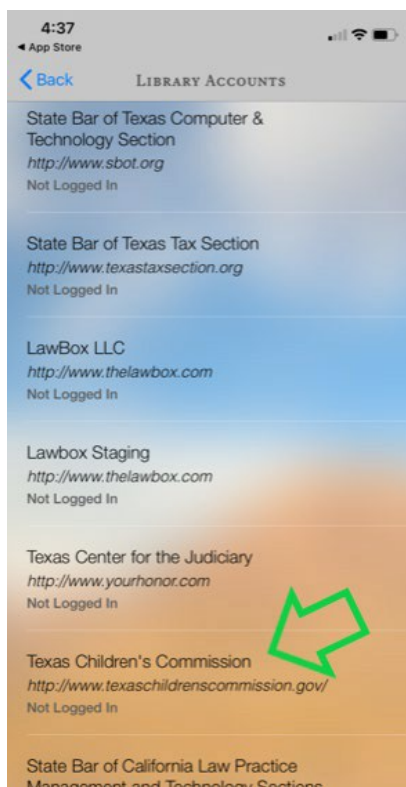 4:37
◄ App Store
Back
LIBRARY ACCOUNTS
State Bar of Texas Computer &
Technology Section
http://www.sbot.org
Not Logged In
State Bar of Texas Tax Section
http://www.texastaxsection.org
Not Logged In
LawBox LLC
http://www.thelawbox.com
Not Logged In
Lawbox Staging
http://www.thelawbox.com
Not Logged In
Texas Center for the Judiciary
http://www.yourhonor.com
Not Logged In
Texas Children's Commission
http://www.texaschildrenscommission.gov/
Not Logged In
State Bar of California Law Practice
Management and Technology Sections